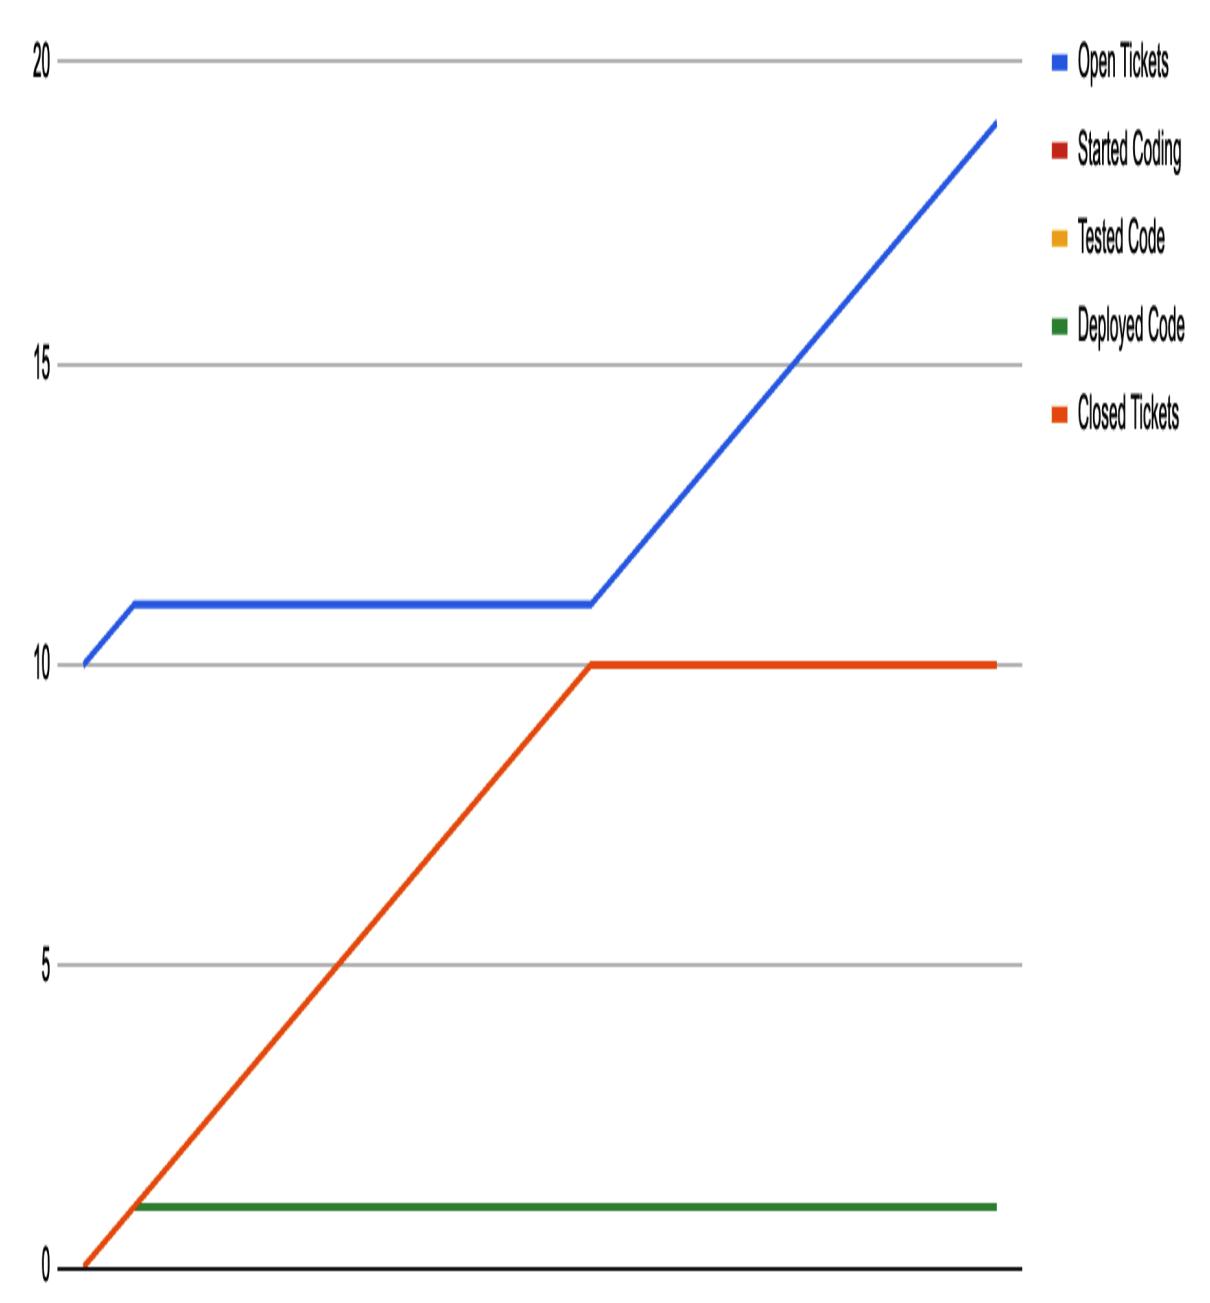 20
Open Tickets
Started Coding
Tested Code
15
Deployed Code
Closed Tickets
10
5
0